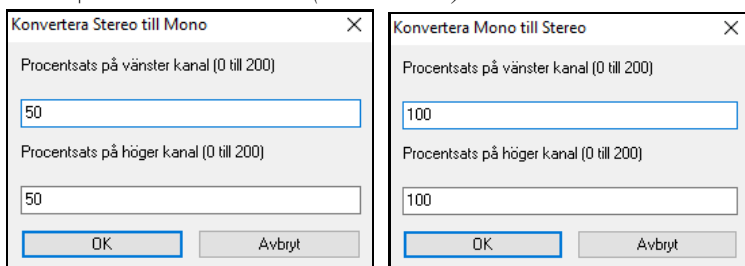 Konvertera Stereo till Mono
Procentsats på vänster kanal (0 till 200)
50
Procentsats på höger kanal (0 till 200)
50
OK Avbryt
Konvertera Mono till Stereo
Procentsats på vänster kanal (0 till 200)
100
Procentsats på höger kanal (0 till 200)
100
OK Avbryt